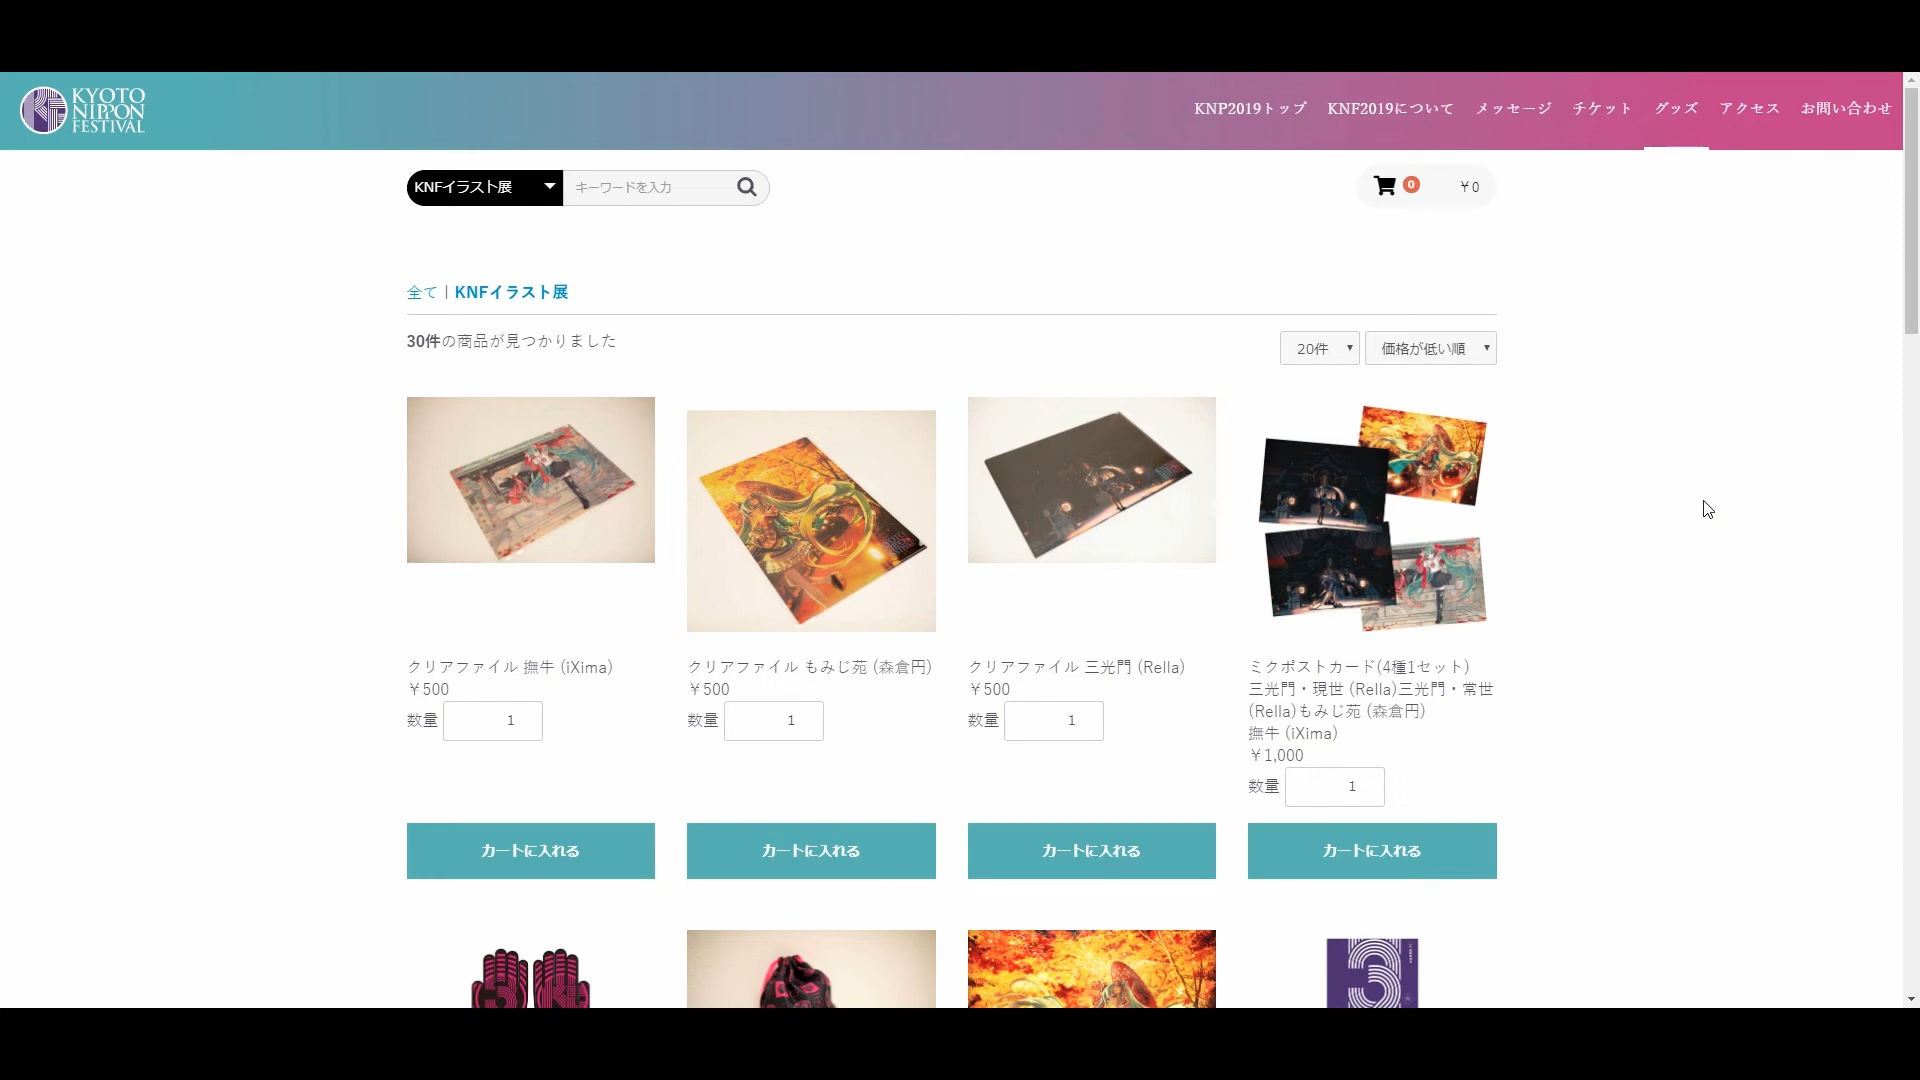 KYOTO
NIPPON
FESTIVAL
KNP2019トップ KNF2019について メッセージ チケット グッズ アクセス お問い合わせ
KNFイラスト展 キーワードを入力 0 ￥0
全て | KNFイラスト展
30件の商品が見つかりました 20件 価格が低い順
クリアファイル 撫牛 (iXima)
￥500
数量 1
カートに入れる
クリアファイル もみじ苑 (森倉円)
￥500
数量 1
カートに入れる
クリアファイル 三光門 (Rella)
￥500
数量 1
カートに入れる
ミクポストカード(4種1セット)
三光門・現世 (Rella)三光門・常世
(Rella)もみじ苑 (森倉円)
撫牛 (iXima)
￥1,000
数量 1
カートに入れる